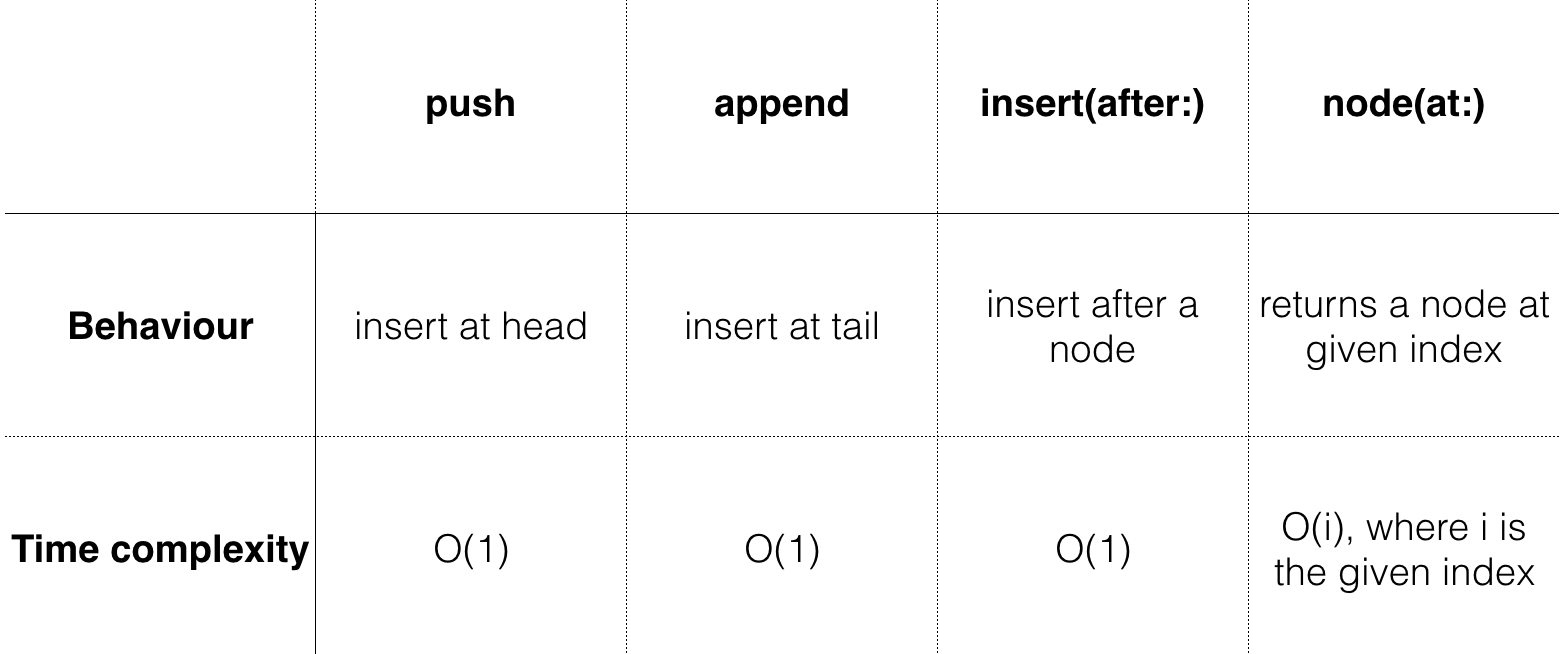 push append insert(after:) node(at:)
Behaviour insert at head insert at tail insert after a node returns a node at given index
Time complexity O(1) O(1) O(1) O(i), where i is the given index